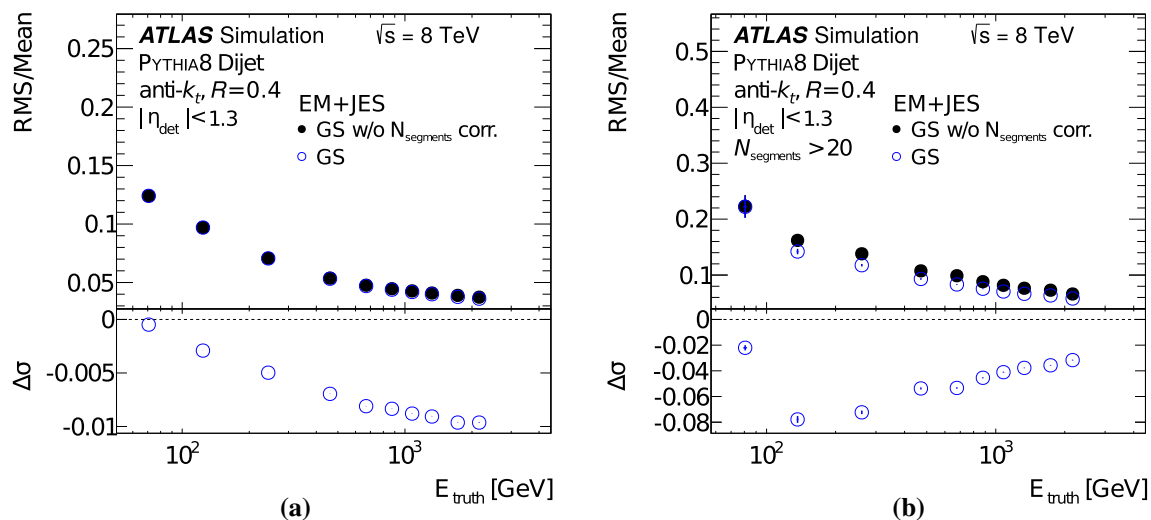 ATLAS Simulation √s = 8 TeV
PYTHIA8 Dijet
anti-kt, R=0.4
|ηdet|<1.3
EM+JES
GS w/o Nsegments corr.
GS
RMS/Mean
0.25
0.2
0.15
0.1
0.05
0
-0.005
-0.01
Δσ
10²
10³
Etruth [GeV]
(a)
ATLAS Simulation √s = 8 TeV
PYTHIA8 Dijet
anti-kt, R=0.4
|ηdet|<1.3
Nsegments >20
EM+JES
GS w/o Nsegments corr.
GS
RMS/Mean
0.5
0.4
0.3
0.2
0.1
0
-0.02
-0.04
-0.06
-0.08
Δσ
10²
10³
Etruth [GeV]
(b)